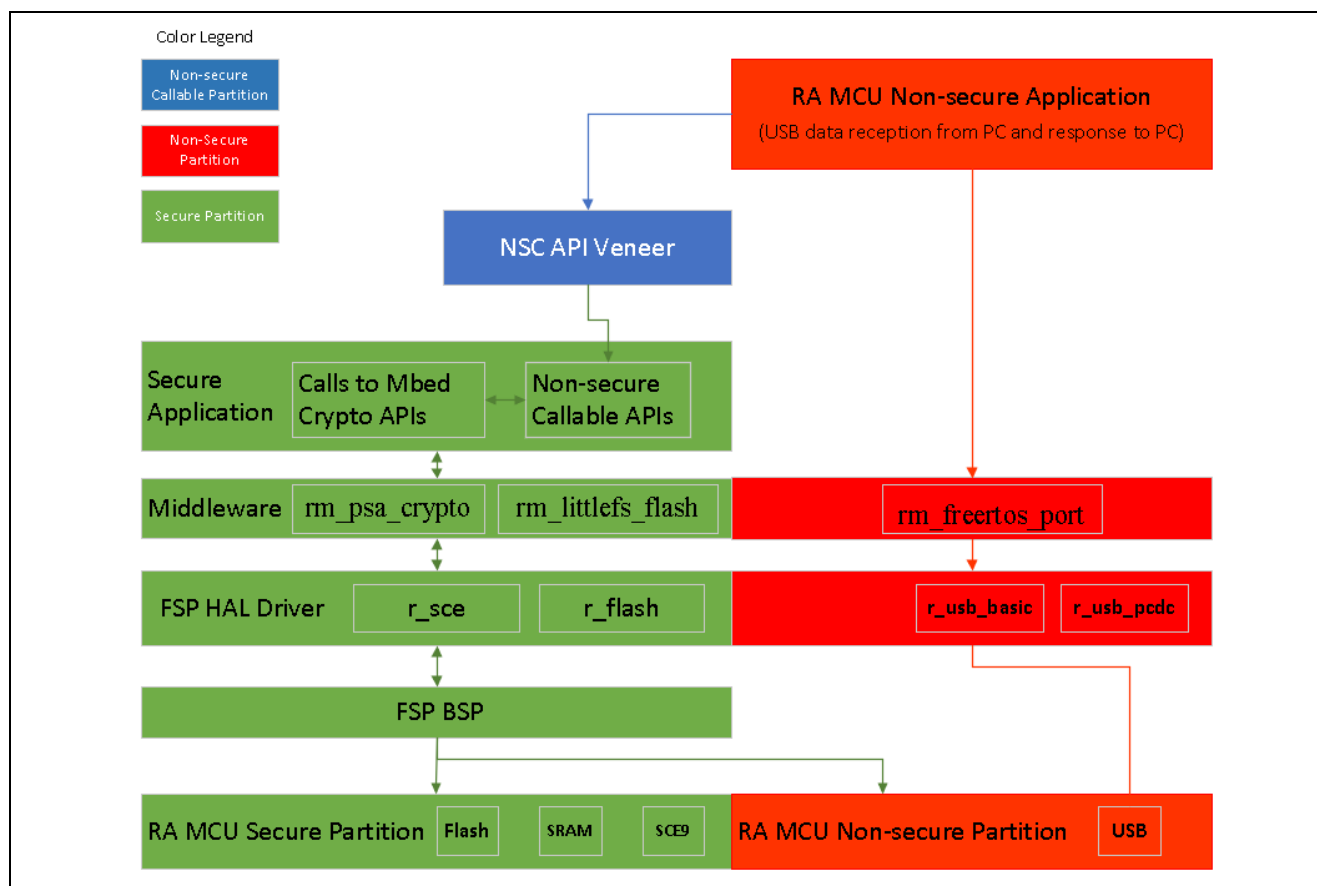 Color Legend
Non-secure
Callable Partition
Non-Secure
Partition
Secure Partition
RA MCU Non-secure Application
(USB data reception from PC and response to PC)
NSC API Veneer
Secure
Application
Calls to Mbed
Crypto APIs
Non-secure
Callable APIs
Middleware
rm_psa_crypto
rm_littlefs_flash
rm_freertos_port
FSP HAL Driver
r_sce
r_flash
r_usb_basic
r_usb_pcdc
FSP BSP
RA MCU Secure Partition
Flash
SRAM
SCE9
RA MCU Non-secure Partition
USB